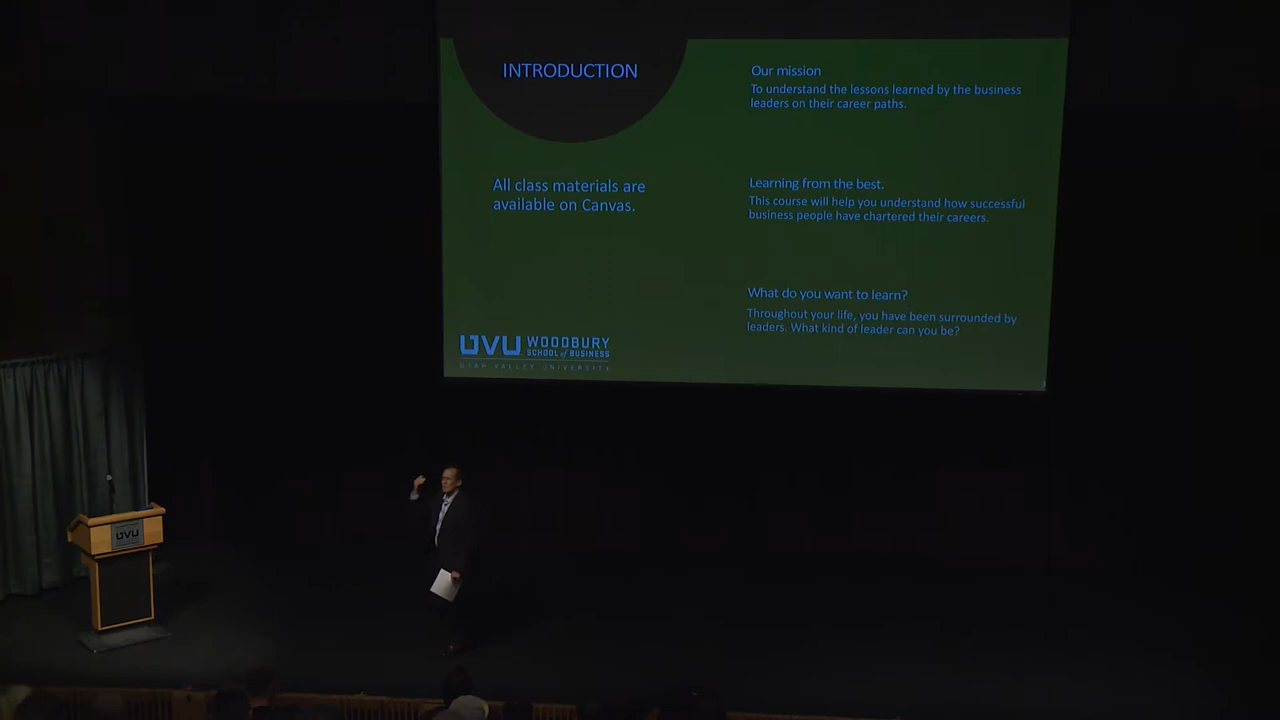 INTRODUCTION
All class materials are
available on Canvas.
Our mission
To understand the lessons learned by the business
leaders on their career paths.
Learning from the best.
This course will help you understand how successful
business people have chartered their careers.
What do you want to learn?
Throughout your life, you have been surrounded by
leaders. What kind of leader can you be?
UVU WOODBURY
SCHOOL of BUSINESS
UTAH VALLEY UNIVERSITY
UVU